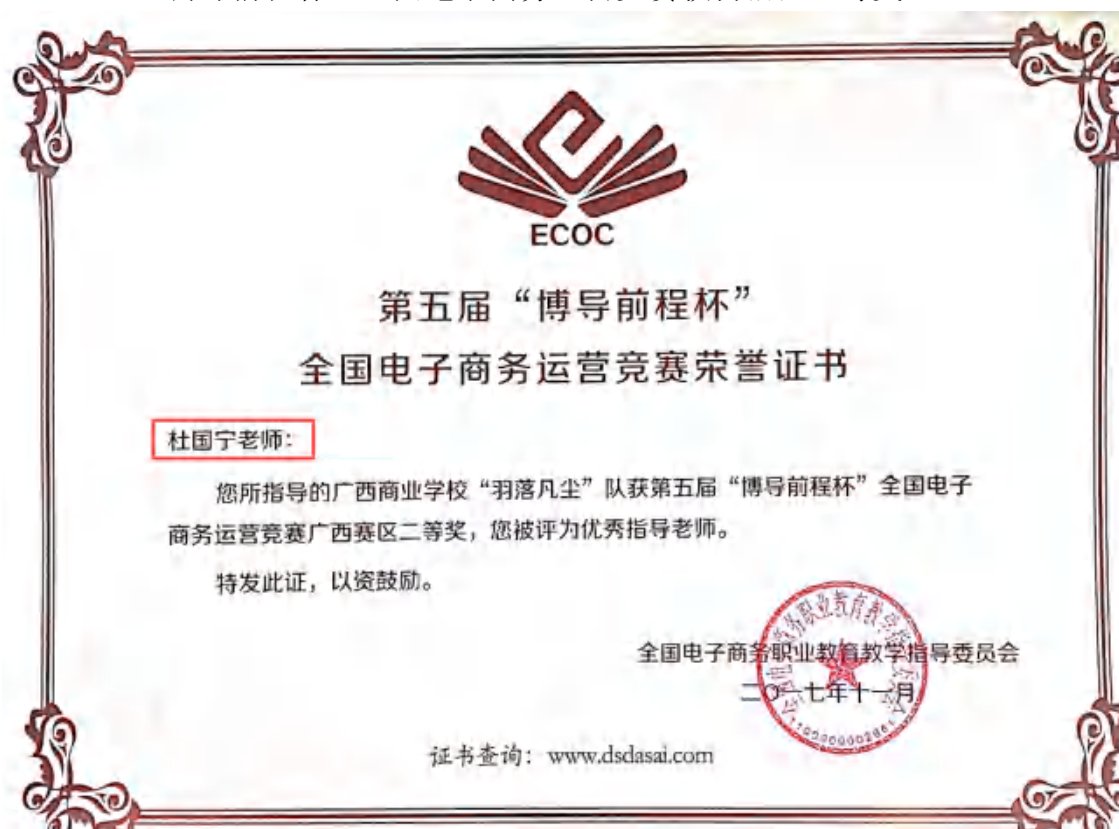 ECOC
第五届“博导前程杯”
全国电子商务运营竞赛荣誉证书
杜国宁老师：
您所指导的广西商业学校“羽落凡尘”队获第五届“博导前程杯”全国电子
商务运营竞赛广西赛区二等奖，您被评为优秀指导老师。
特发此证，以资鼓励。
全国电子商务职业教育教学指导委员会
二〇一七年十一月
证书查询：www.dsdasai.com